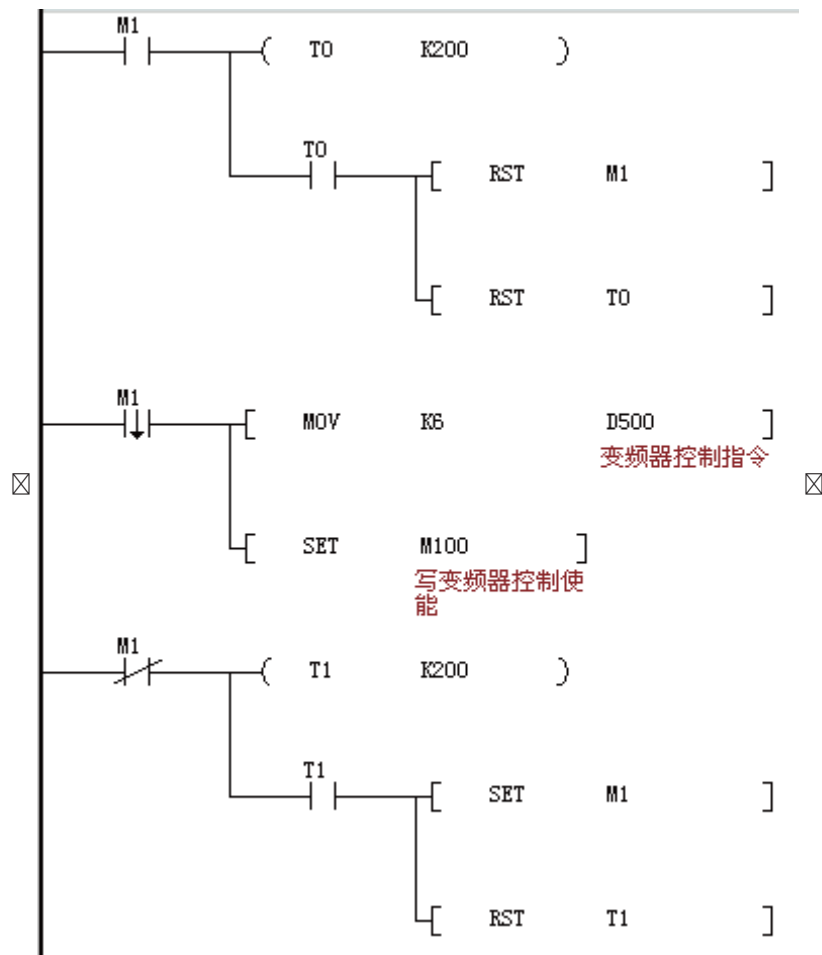 M1
T0 K200
T0
RST M1
RST T0
M1
MOV K6 D500
变频器控制指令
SET M100
写变频器控制使
能
M1
T1 K200
T1
SET M1
RST T1